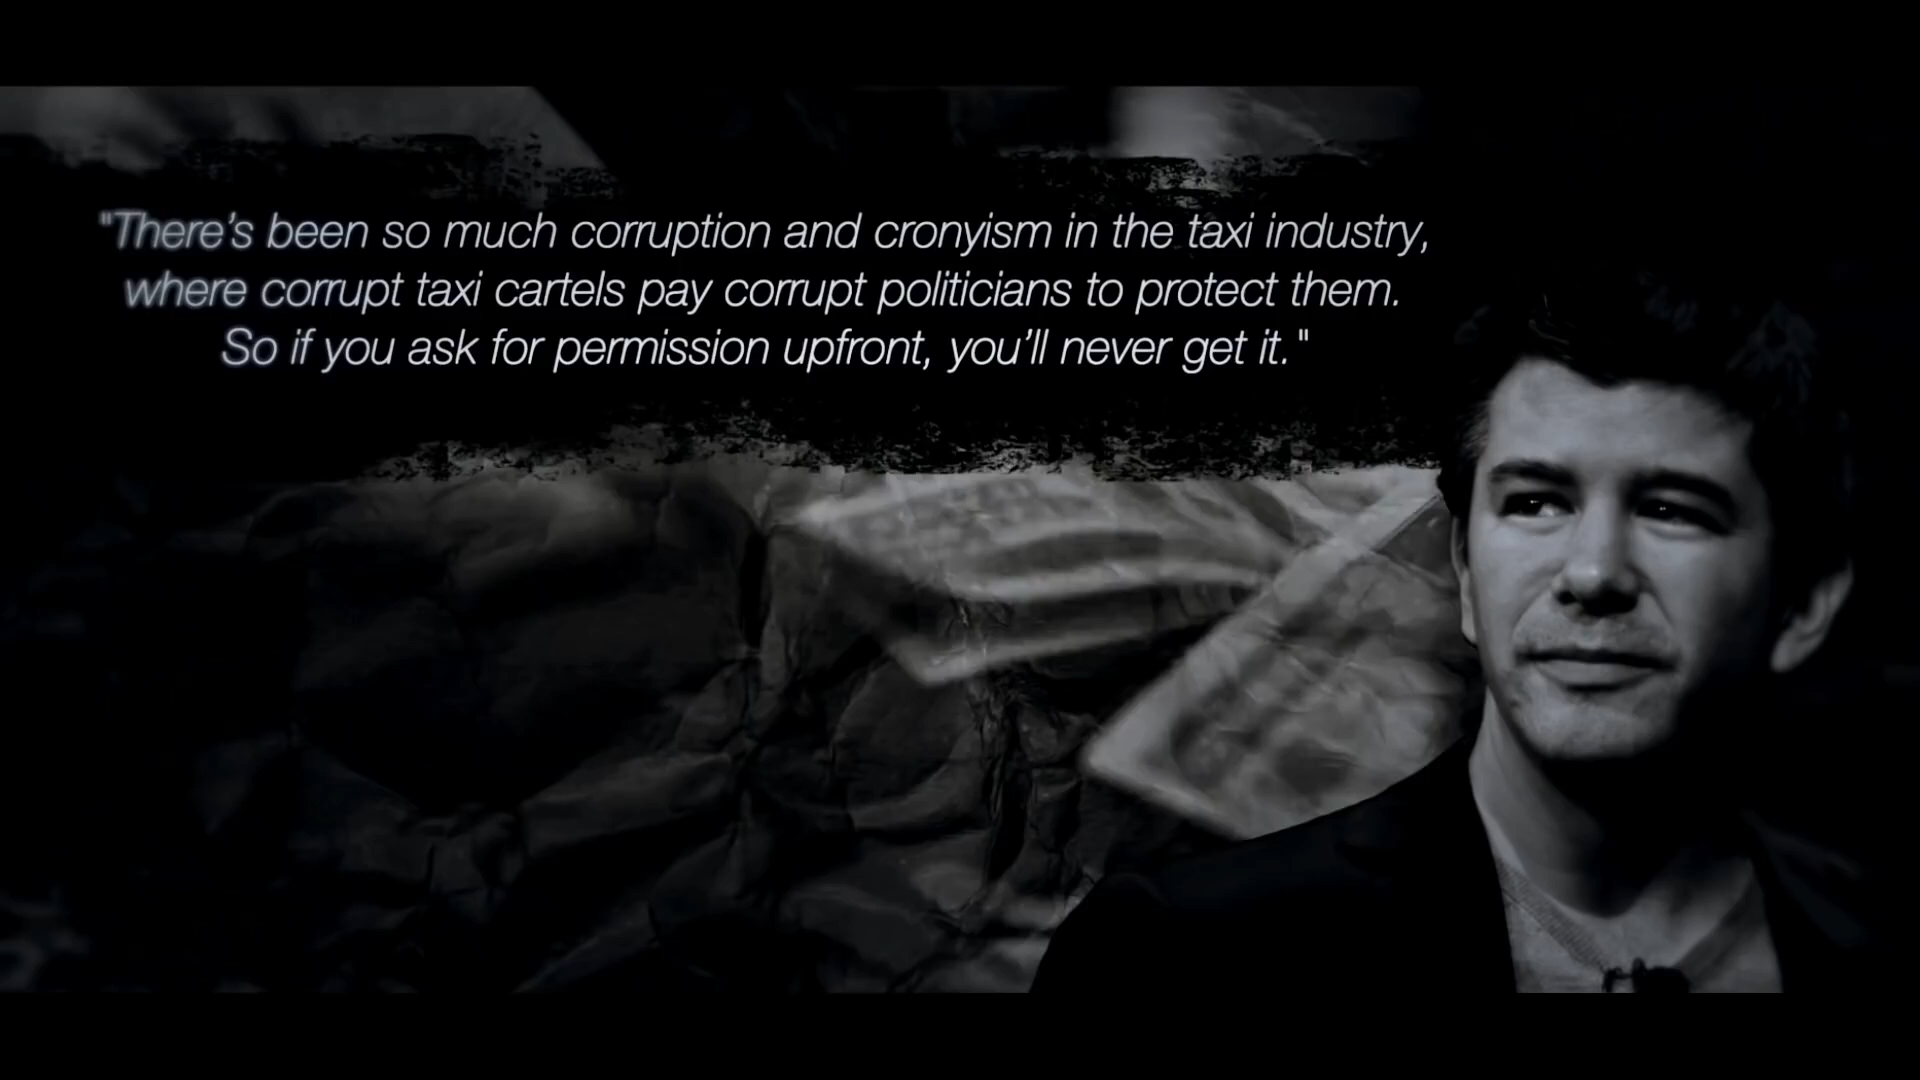 "There's been so much corruption and cronyism in the taxi industry,
where corrupt taxi cartels pay corrupt politicians to protect them.
So if you ask for permission upfront, you'll never get it."